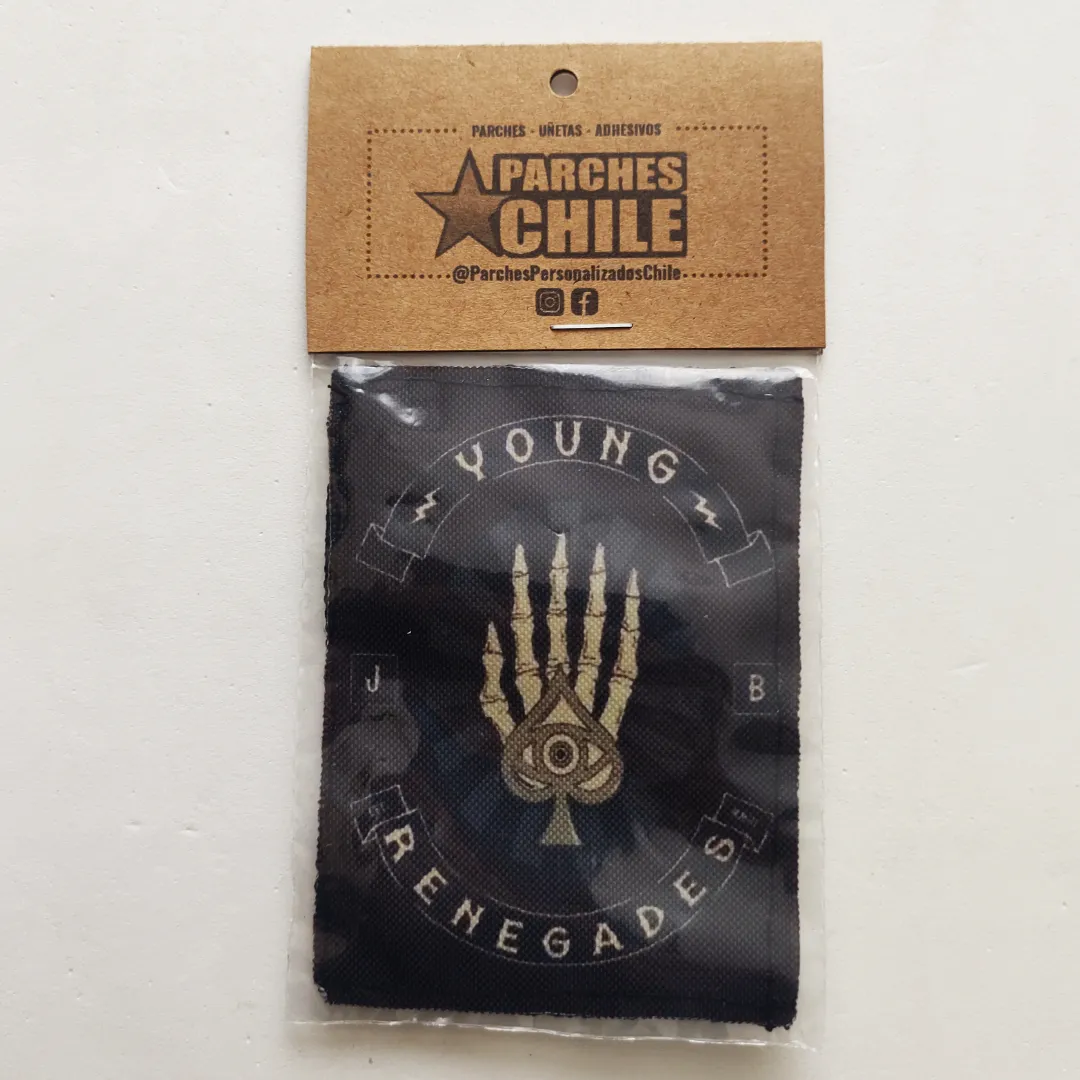 PARCHES - UÑETAS - ADHESIVOS
PARCHES
CHILE
@ParchesPersonalizadosChile
YOUNG
J
B
RENEGADES